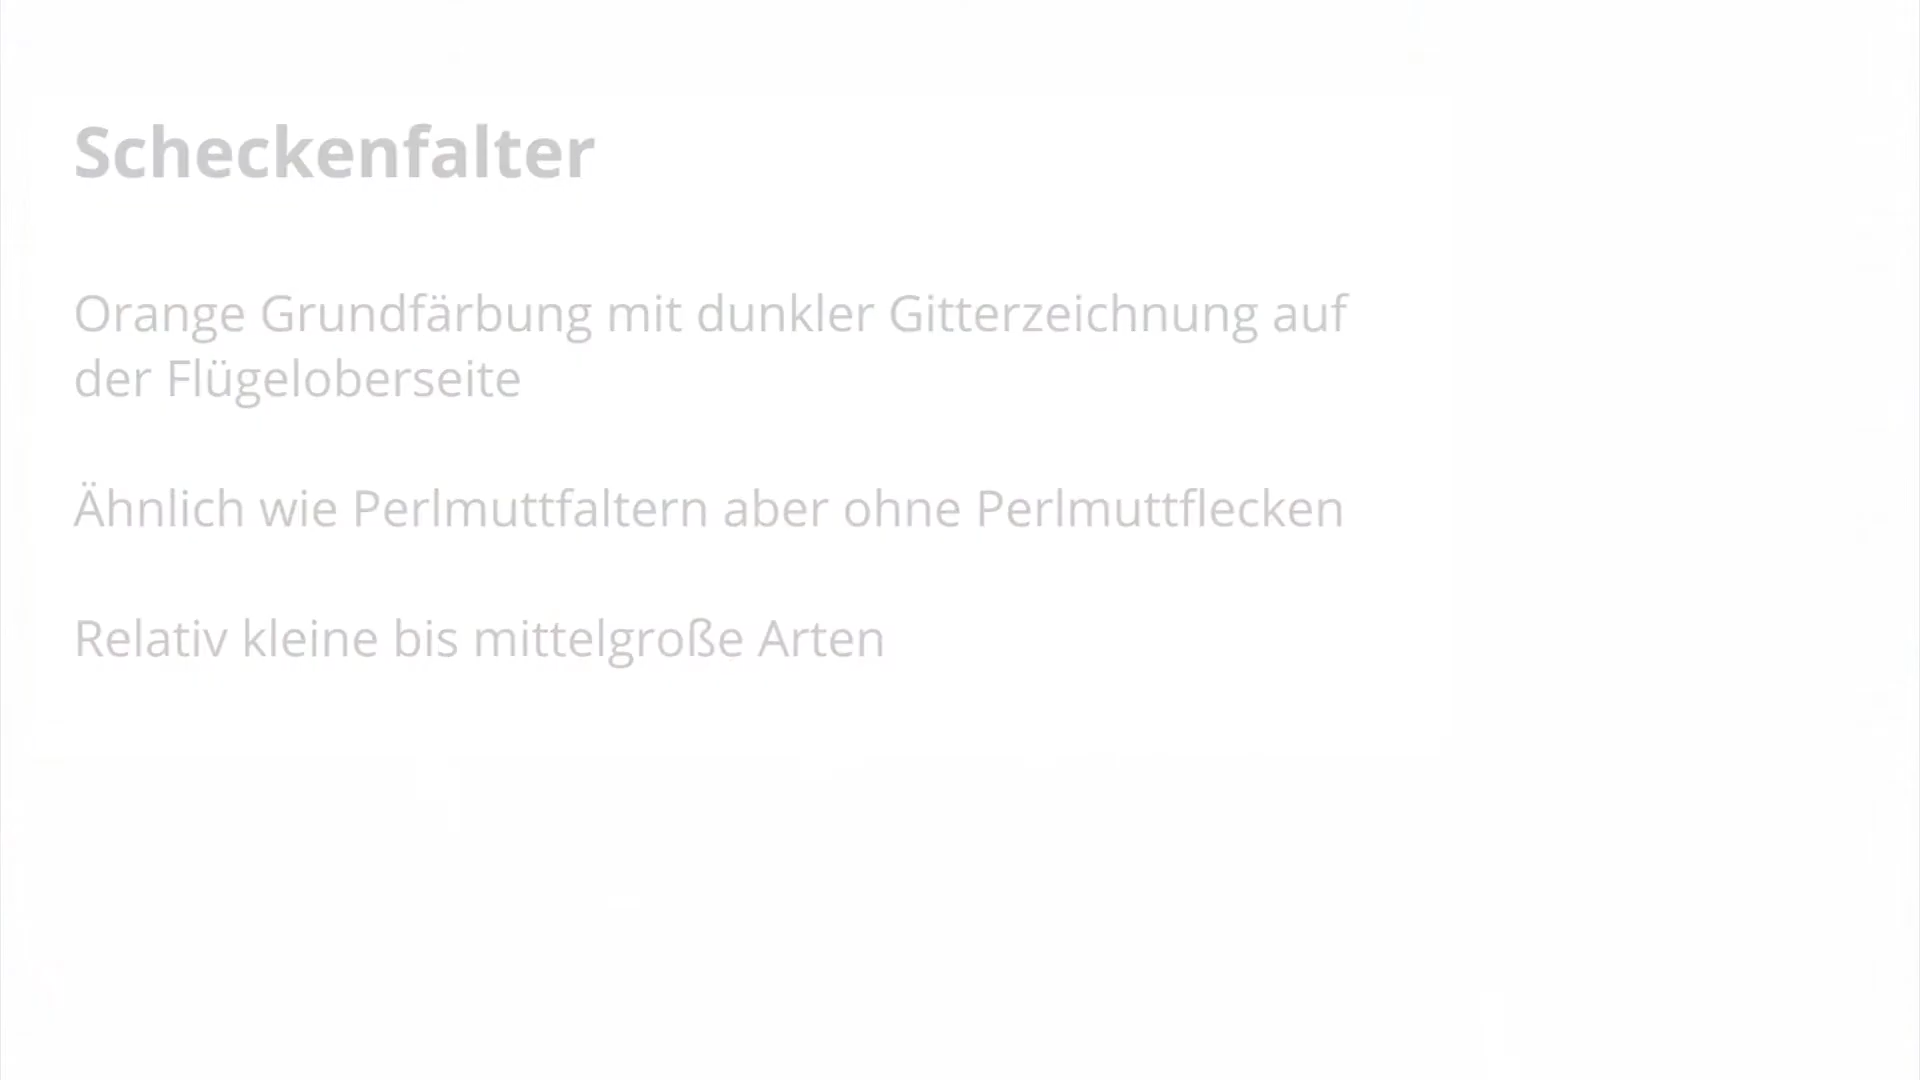 Scheckenfalter
Orange Grundfärbung mit dunkler Gitterzeichnung auf
der Flügeloberseite
Ähnlich wie Perlmuttfaltern aber ohne Perlmuttflecken
Relativ kleine bis mittelgroße Arten